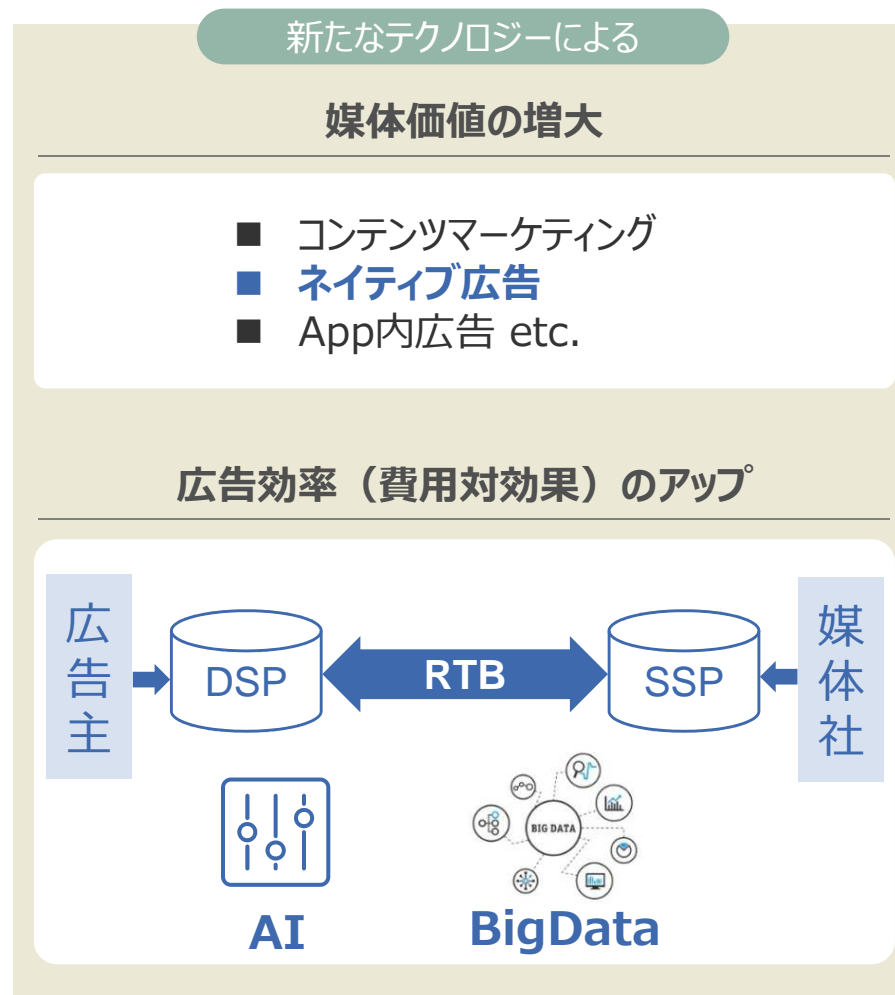 新たなテクノロジーによる
媒体価値の増大
■ コンテンツマーケティング
■ ネイティブ広告
■ App内広告 etc.
広告効率（費用対効果）のアップ
広告主
DSP
RTB
SSP
媒体社
BIG DATA
AI
BigData